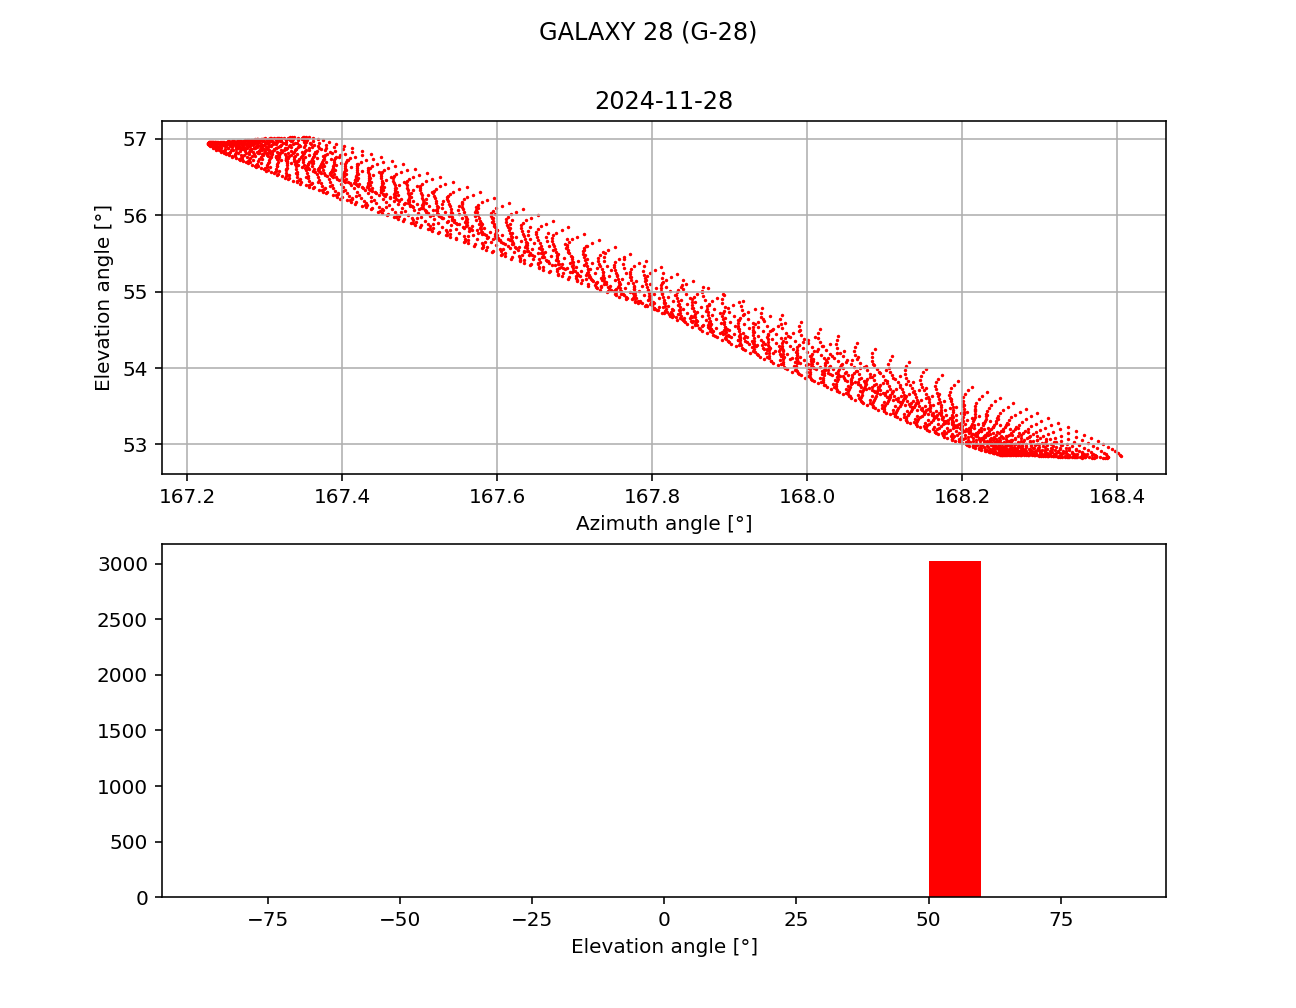 GALAXY 28 (G-28)
2024-11-28
57
56
55
54
53
Elevation angle [°]
167.2 167.4 167.6 167.8 168.0 168.2 168.4
Azimuth angle [°]
3000
2500
2000
1500
1000
500
0
−75 −50 −25 0 25 50 75
Elevation angle [°]